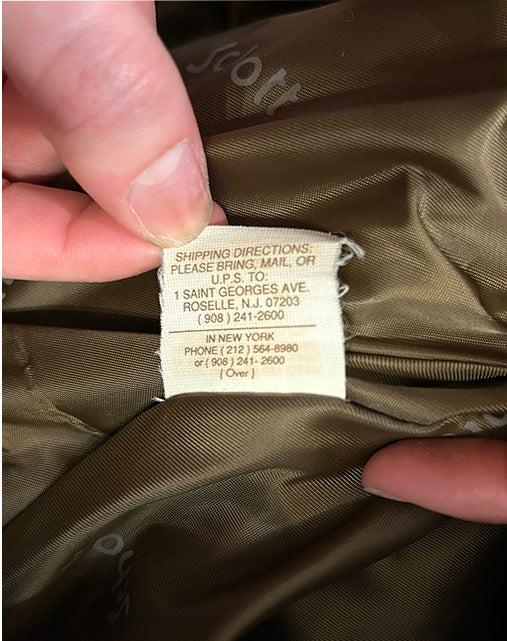 scott
SHIPPING DIRECTIONS:
PLEASE BRING, MAIL, OR
U.P.S. TO:
1 SAINT GEORGES AVE.
ROSELLE, N.J. 07203
( 908 ) 241-2600
IN NEW YORK
PHONE ( 212 ) 564-8980
or ( 908 ) 241- 2600
( Over )